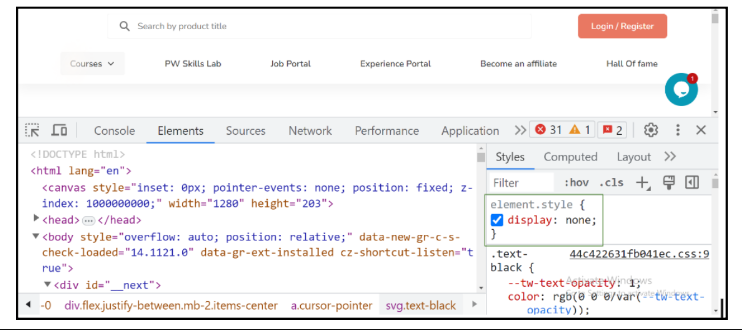 Search by product title
Login / Register
Courses
PW Skills Lab
Job Portal
Experience Portal
Become an affiliate
Hall Of fame
1
Console
Elements
Sources
Network
Performance
Application
31
1
2
<!DOCTYPE html>
<html lang="en">
<canvas style="inset: 0px; pointer-events: none; position: fixed; z-
index: 1000000000;" width="1280" height="203">
<head> ⋯ </head>
<body style="overflow: auto; position: relative;" data-new-gr-c-s-
check-loaded="14.1121.0" data-gr-ext-installed cz-shortcut-listen="t
rue">
<div id="__next">
-0 div.flex.justify-between.mb-2.items-center a.cursor-pointer svg.text-black
Styles
Computed
Layout
Filter
:hov
.cls
element.style {
display: none;
}
.text-
44c422631fb041ec.css:9
black {
--tw-text-opacity: 1;
Activate Windows
color: rgb(0 0 0/var(--tw-text-
opacity));